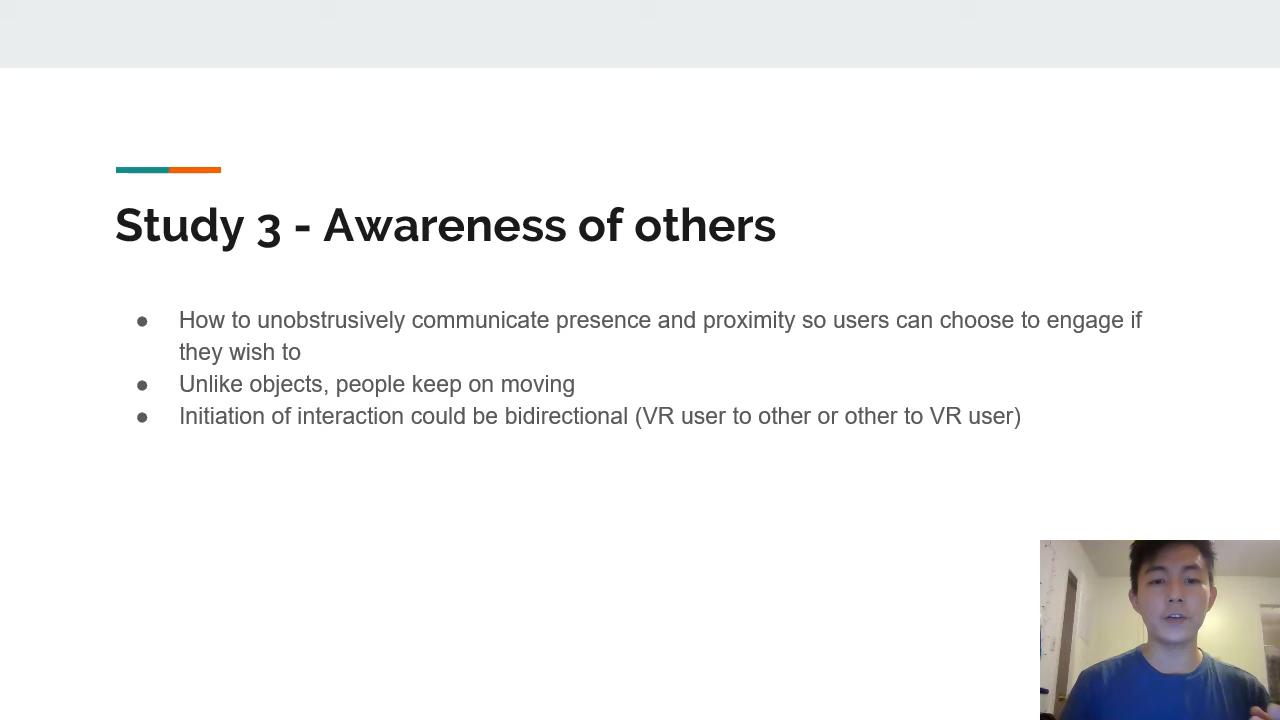 Study 3 - Awareness of others
● How to unobstrusively communicate presence and proximity so users can choose to engage if
they wish to
● Unlike objects, people keep on moving
● Initiation of interaction could be bidirectional (VR user to other or other to VR user)